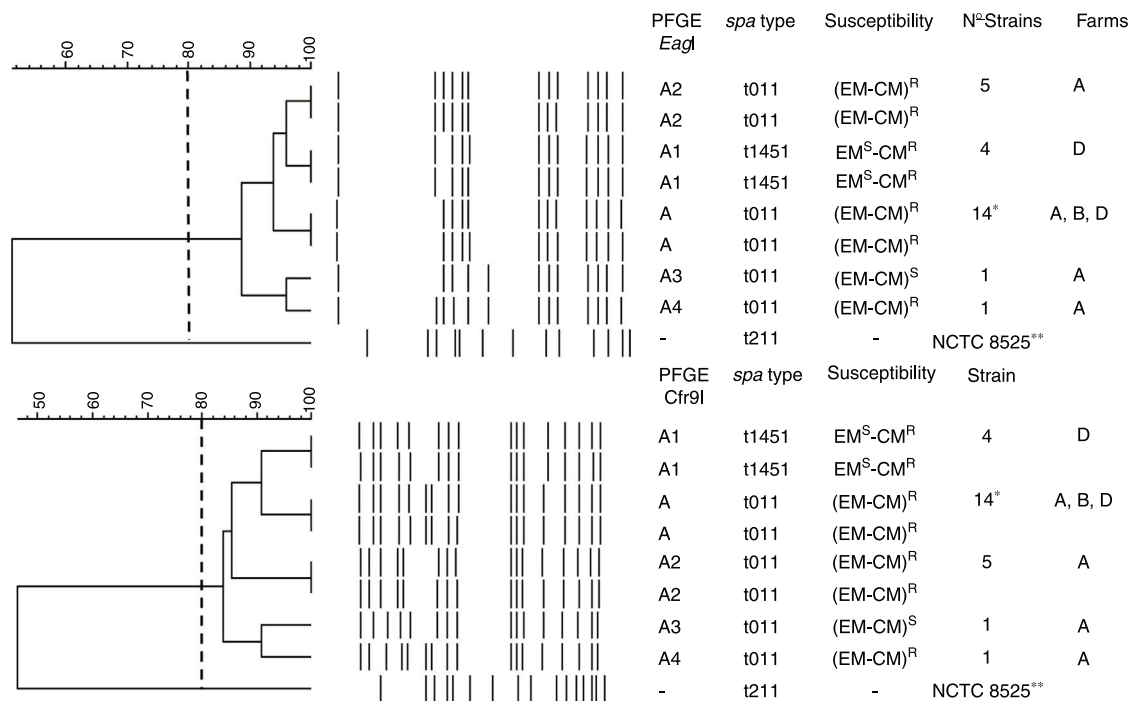 PFGE spa type Susceptibility Nº Strains Farms
EagI
60 70 80 90 100
A2 t011 (EM-CM)R 5 A
A2 t011 (EM-CM)R
A1 t1451 EMS-CMR 4 D
A1 t1451 EMS-CMR
A t011 (EM-CM)R 14* A, B, D
A t011 (EM-CM)R
A3 t011 (EM-CM)S 1 A
A4 t011 (EM-CM)R 1 A
- t211 - NCTC 8525**
PFGE spa type Susceptibility Strain
Cfr9I
50 60 70 80 90 100
A1 t1451 EMS-CMR 4 D
A1 t1451 EMS-CMR
A t011 (EM-CM)R 14* A, B, D
A t011 (EM-CM)R
A2 t011 (EM-CM)R 5 A
A2 t011 (EM-CM)R
A3 t011 (EM-CM)S 1 A
A4 t011 (EM-CM)R 1 A
- t211 - NCTC 8525**